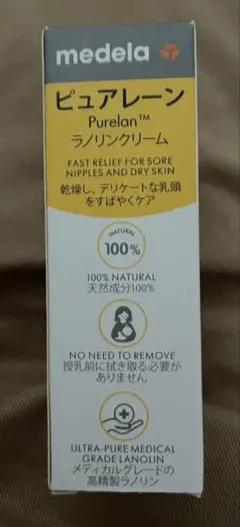 medela
ピュアレーン
Purelan™
ラノリンクリーム
FAST RELIEF FOR SORE
NIPPLES AND DRY SKIN
乾燥し、デリケートな乳頭
をすばやくケア
NATURAL
100%
100% NATURAL
天然成分100%
NO NEED TO REMOVE
授乳前に拭き取る必要が
ありません
ULTRA-PURE MEDICAL
GRADE LANOLIN
メディカルグレードの
高精製ラノリン